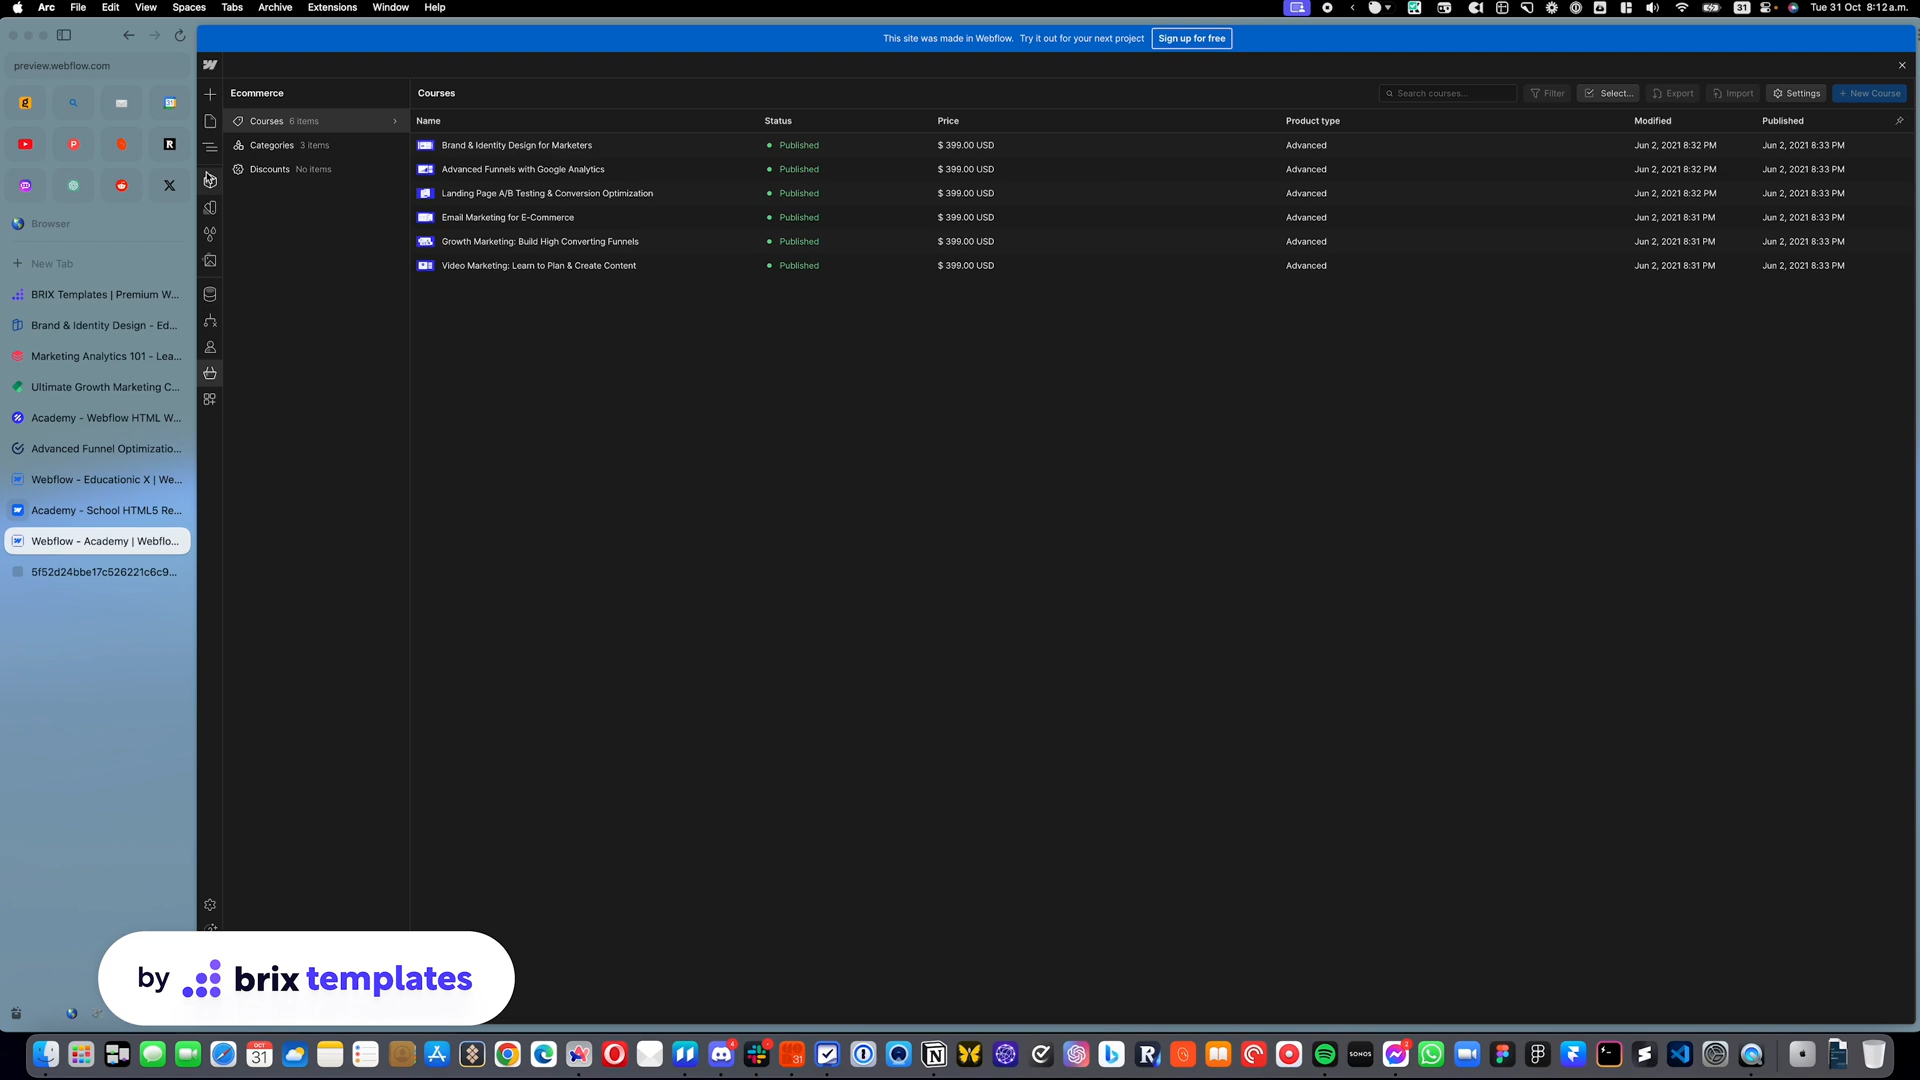 Arc File Edit View Spaces Tabs Archive Extensions Window Help
Tue 31 Oct 8:12 a.m.
This site was made in Webflow. Try it out for your next project Sign up for free
preview.webflow.com
Ecommerce
Courses
Search courses...
Filter
Select...
Export
Import
Settings
+ New Course
Courses 6 items
Categories 3 items
Discounts No items
Name Status Price Product type Modified Published
Brand & Identity Design for Marketers Published $ 399.00 USD Advanced Jun 2, 2021 8:32 PM Jun 2, 2021 8:33 PM
Advanced Funnels with Google Analytics Published $ 399.00 USD Advanced Jun 2, 2021 8:32 PM Jun 2, 2021 8:33 PM
Landing Page A/B Testing & Conversion Optimization Published $ 399.00 USD Advanced Jun 2, 2021 8:32 PM Jun 2, 2021 8:33 PM
Email Marketing for E-Commerce Published $ 399.00 USD Advanced Jun 2, 2021 8:31 PM Jun 2, 2021 8:33 PM
Growth Marketing: Build High Converting Funnels Published $ 399.00 USD Advanced Jun 2, 2021 8:31 PM Jun 2, 2021 8:33 PM
Video Marketing: Learn to Plan & Create Content Published $ 399.00 USD Advanced Jun 2, 2021 8:31 PM Jun 2, 2021 8:33 PM
Browser
+ New Tab
BRIX Templates | Premium W...
Brand & Identity Design - Ed...
Marketing Analytics 101 - Lea...
Ultimate Growth Marketing C...
Academy - Webflow HTML W...
Advanced Funnel Optimizatio...
Webflow - Educationic X | We...
Academy - School HTML5 Re...
Webflow - Academy | Webflo...
5f52d24bbe17c526221c6c9...
by brix templates
OCT
31
SONOS